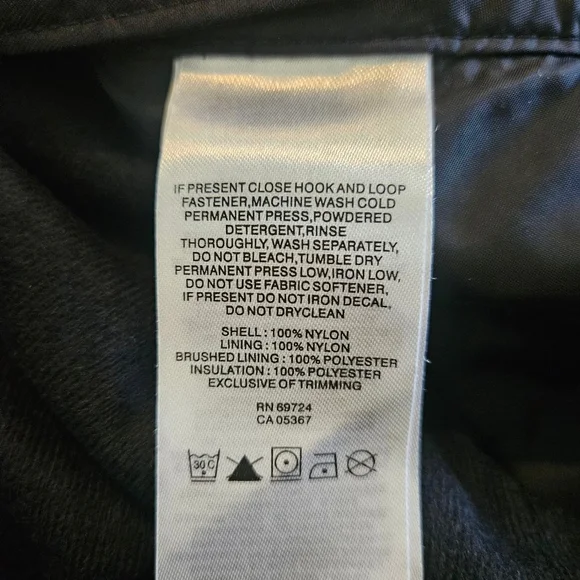 IF PRESENT CLOSE HOOK AND LOOP
FASTENER,MACHINE WASH COLD
PERMANENT PRESS,POWDERED
DETERGENT,RINSE
THOROUGHLY,WASH SEPARATELY,
DO NOT BLEACH,TUMBLE DRY
PERMANENT PRESS LOW,IRON LOW,
DO NOT USE FABRIC SOFTENER,
IF PRESENT DO NOT IRON DECAL,
DO NOT DRYCLEAN
SHELL : 100% NYLON
LINING : 100% NYLON
BRUSHED LINING : 100% POLYESTER
INSULATION : 100% POLYESTER
EXCLUSIVE OF TRIMMING
RN 69724
CA 05367
30C